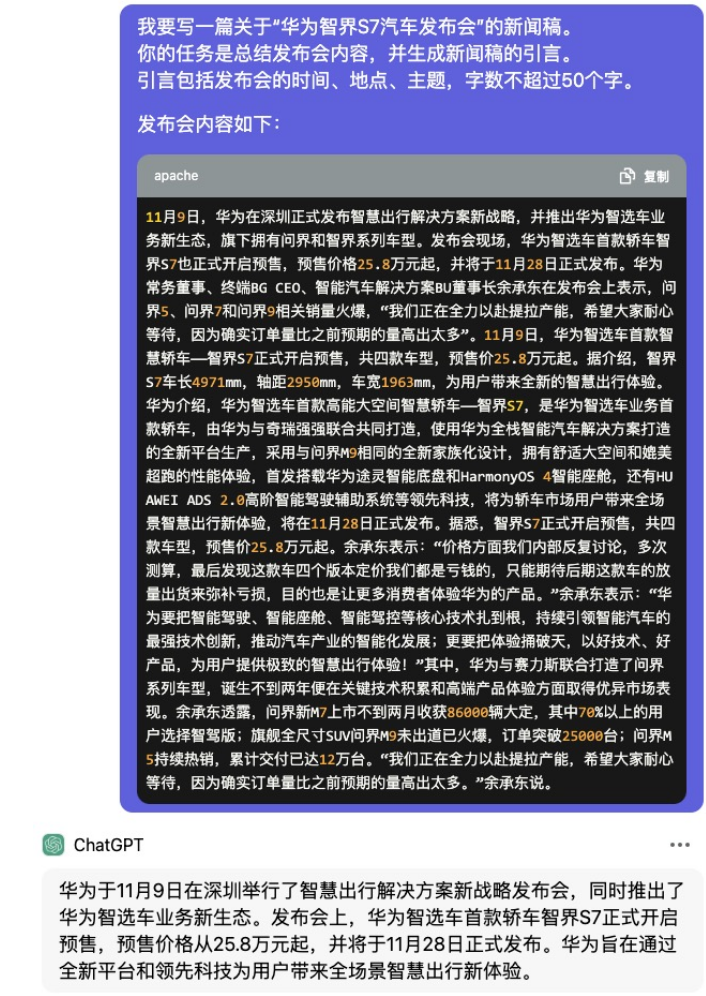 我要写一篇关于“华为智界S7汽车发布会”的新闻稿。
你的任务是总结发布会内容，并生成新闻稿的引言。
引言包括发布会的时间、地点、主题，字数不超过50个字。
发布会内容如下：
apache
复制
11月9日，华为在深圳正式发布智慧出行解决方案新战略，并推出华为智选车业
务新生态，旗下拥有问界和智界系列车型。发布会现场，华为智选车首款轿车智
界S7也正式开启预售，预售价格25.8万元起，并将于11月28日正式发布。华为
常务董事、终端BG CEO、智能汽车解决方案BU董事长余承东在发布会上表示，问
界5、问界7和问界9相关销量火爆，“我们正在全力以赴提拉产能，希望大家耐心
等待，因为确实订单量比之前预期的量高出太多”。11月9日，华为智选车首款智
慧轿车—智界S7正式开启预售，共四款车型，预售价25.8万元起。据介绍，智界
S7车长4971mm，轴距2950mm，车宽1963mm，为用户带来全新的智慧出行体验。
华为介绍，华为智选车首款高能大空间智慧轿车—智界S7，是华为智选车业务首
款轿车，由华为与奇瑞强强联合共同打造，使用华为全栈智能汽车解决方案打造
的全新平台生产，采用与问界M9相同的全新家族化设计，拥有舒适大空间和媲美
超跑的性能体验，首发搭载华为途灵智能底盘和HarmonyOS 4智能座舱，还有HU
AWEI ADS 2.0高阶智能驾驶辅助系统等领先科技，将为轿车市场用户带来全场
景智慧出行新体验，将在11月28日正式发布。据悉，智界S7正式开启预售，共四
款车型，预售价25.8万元起。余承东表示：“价格方面我们内部反复讨论，多次
测算，最后发现这款车四个版本定价我们都是亏钱的，只能期待后期这款车的放
量出货来弥补亏损，目的也是让更多消费者体验华为的产品。”余承东表示：“华
为要把智能驾驶、智能座舱、智能驾控等核心技术扎到根，持续引领智能汽车的
最强技术创新，推动汽车产业的智能化发展；更要把体验捅破天，以好技术、好
产品，为用户提供极致的智慧出行体验！”其中，华为与赛力斯联合打造了问界
系列车型，诞生不到两年便在关键技术积累和高端产品体验方面取得优异市场表
现。余承东透露，问界新M7上市不到两月收获86000辆大定，其中70%以上的用
户选择智驾版；旗舰全尺寸SUV问界M9未出道已火爆，订单突破25000台；问界M
5持续热销，累计交付已达12万台。“我们正在全力以赴提拉产能，希望大家耐心
等待，因为确实订单量比之前预期的量高出太多。”余承东说。
ChatGPT
华为于11月9日在深圳举行了智慧出行解决方案新战略发布会，同时推出了
华为智选车业务新生态。发布会上，华为智选车首款轿车智界S7正式开启
预售，预售价格从25.8万元起，并将于11月28日正式发布。华为旨在通过
全新平台和领先科技为用户带来全场景智慧出行新体验。